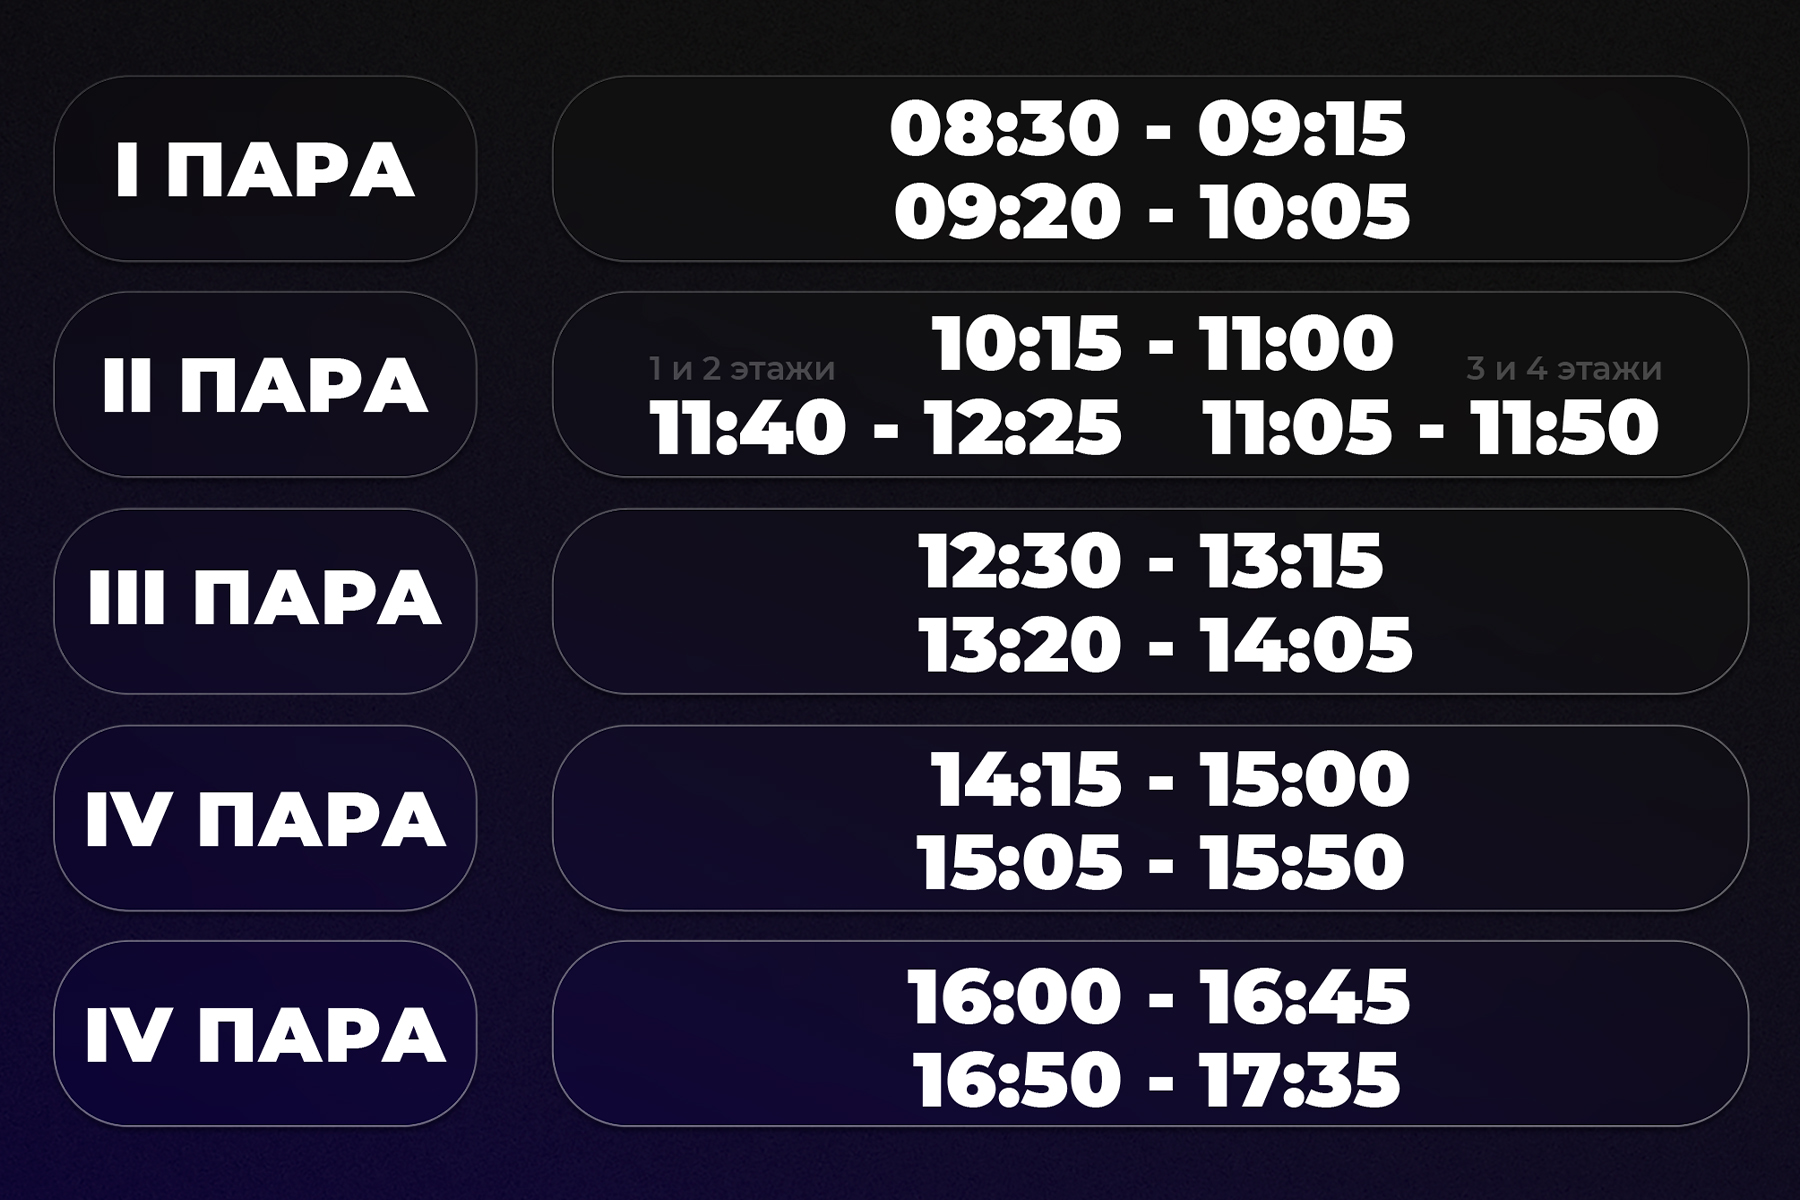 I ПАРА
08:30 - 09:15
09:20 - 10:05
II ПАРА
10:15 - 11:00
1 и 2 этажи
3 и 4 этажи
11:40 - 12:25
11:05 - 11:50
III ПАРА
12:30 - 13:15
13:20 - 14:05
IV ПАРА
14:15 - 15:00
15:05 - 15:50
IV ПАРА
16:00 - 16:45
16:50 - 17:35